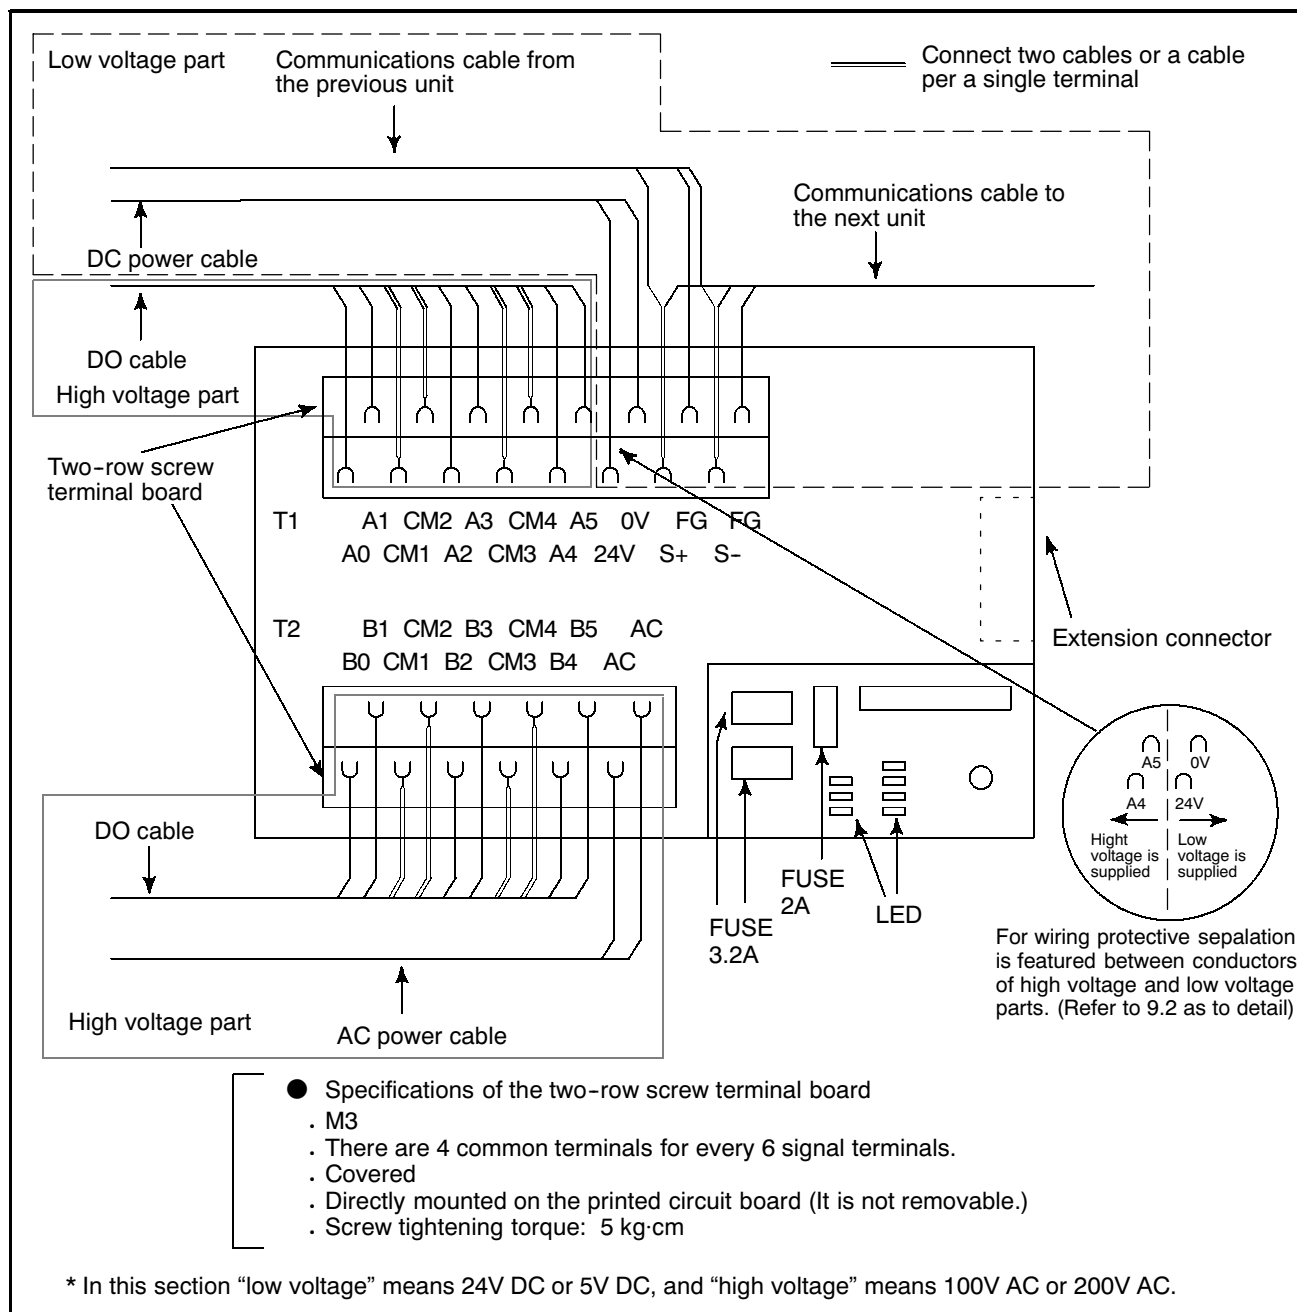 Low voltage part
Communications cable from
the previous unit
Connect two cables or a cable
per a single terminal
Communications cable to
the next unit
DC power cable
DO cable
High voltage part
Two-row screw
terminal board
T1 A1 CM2 A3 CM4 A5 0V FG FG
A0 CM1 A2 CM3 A4 24V S+ S-
T2 B1 CM2 B3 CM4 B5 AC
B0 CM1 B2 CM3 B4 AC
Extension connector
A5 0V
A4 24V
Hight
voltage is
supplied
Low
voltage is
supplied
DO cable
FUSE
2A
LED
FUSE
3.2A
For wiring protective sepalation
is featured between conductors
of high voltage and low voltage
parts. (Refer to 9.2 as to detail)
High voltage part
AC power cable
● Specifications of the two-row screw terminal board
. M3
. There are 4 common terminals for every 6 signal terminals.
. Covered
. Directly mounted on the printed circuit board (It is not removable.)
. Screw tightening torque: 5 kg·cm
* In this section “low voltage” means 24V DC or 5V DC, and “high voltage” means 100V AC or 200V AC.